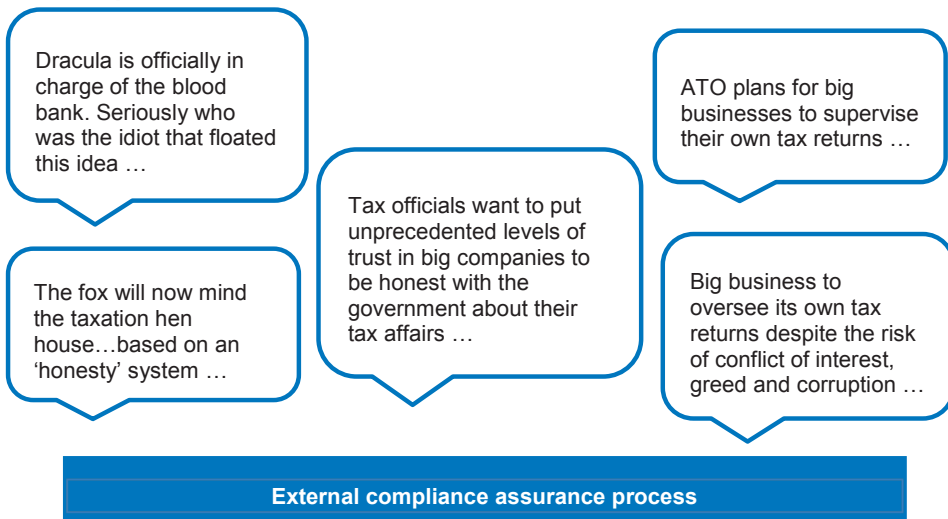 Dracula is officially in
charge of the blood
bank. Seriously who
was the idiot that floated
this idea …
The fox will now mind
the taxation hen
house…based on an
‘honesty’ system …
Tax officials want to put
unprecedented levels of
trust in big companies to
be honest with the
government about their
tax affairs …
ATO plans for big
businesses to supervise
their own tax returns …
Big business to
oversee its own tax
returns despite the risk
of conflict of interest,
greed and corruption …
External compliance assurance process